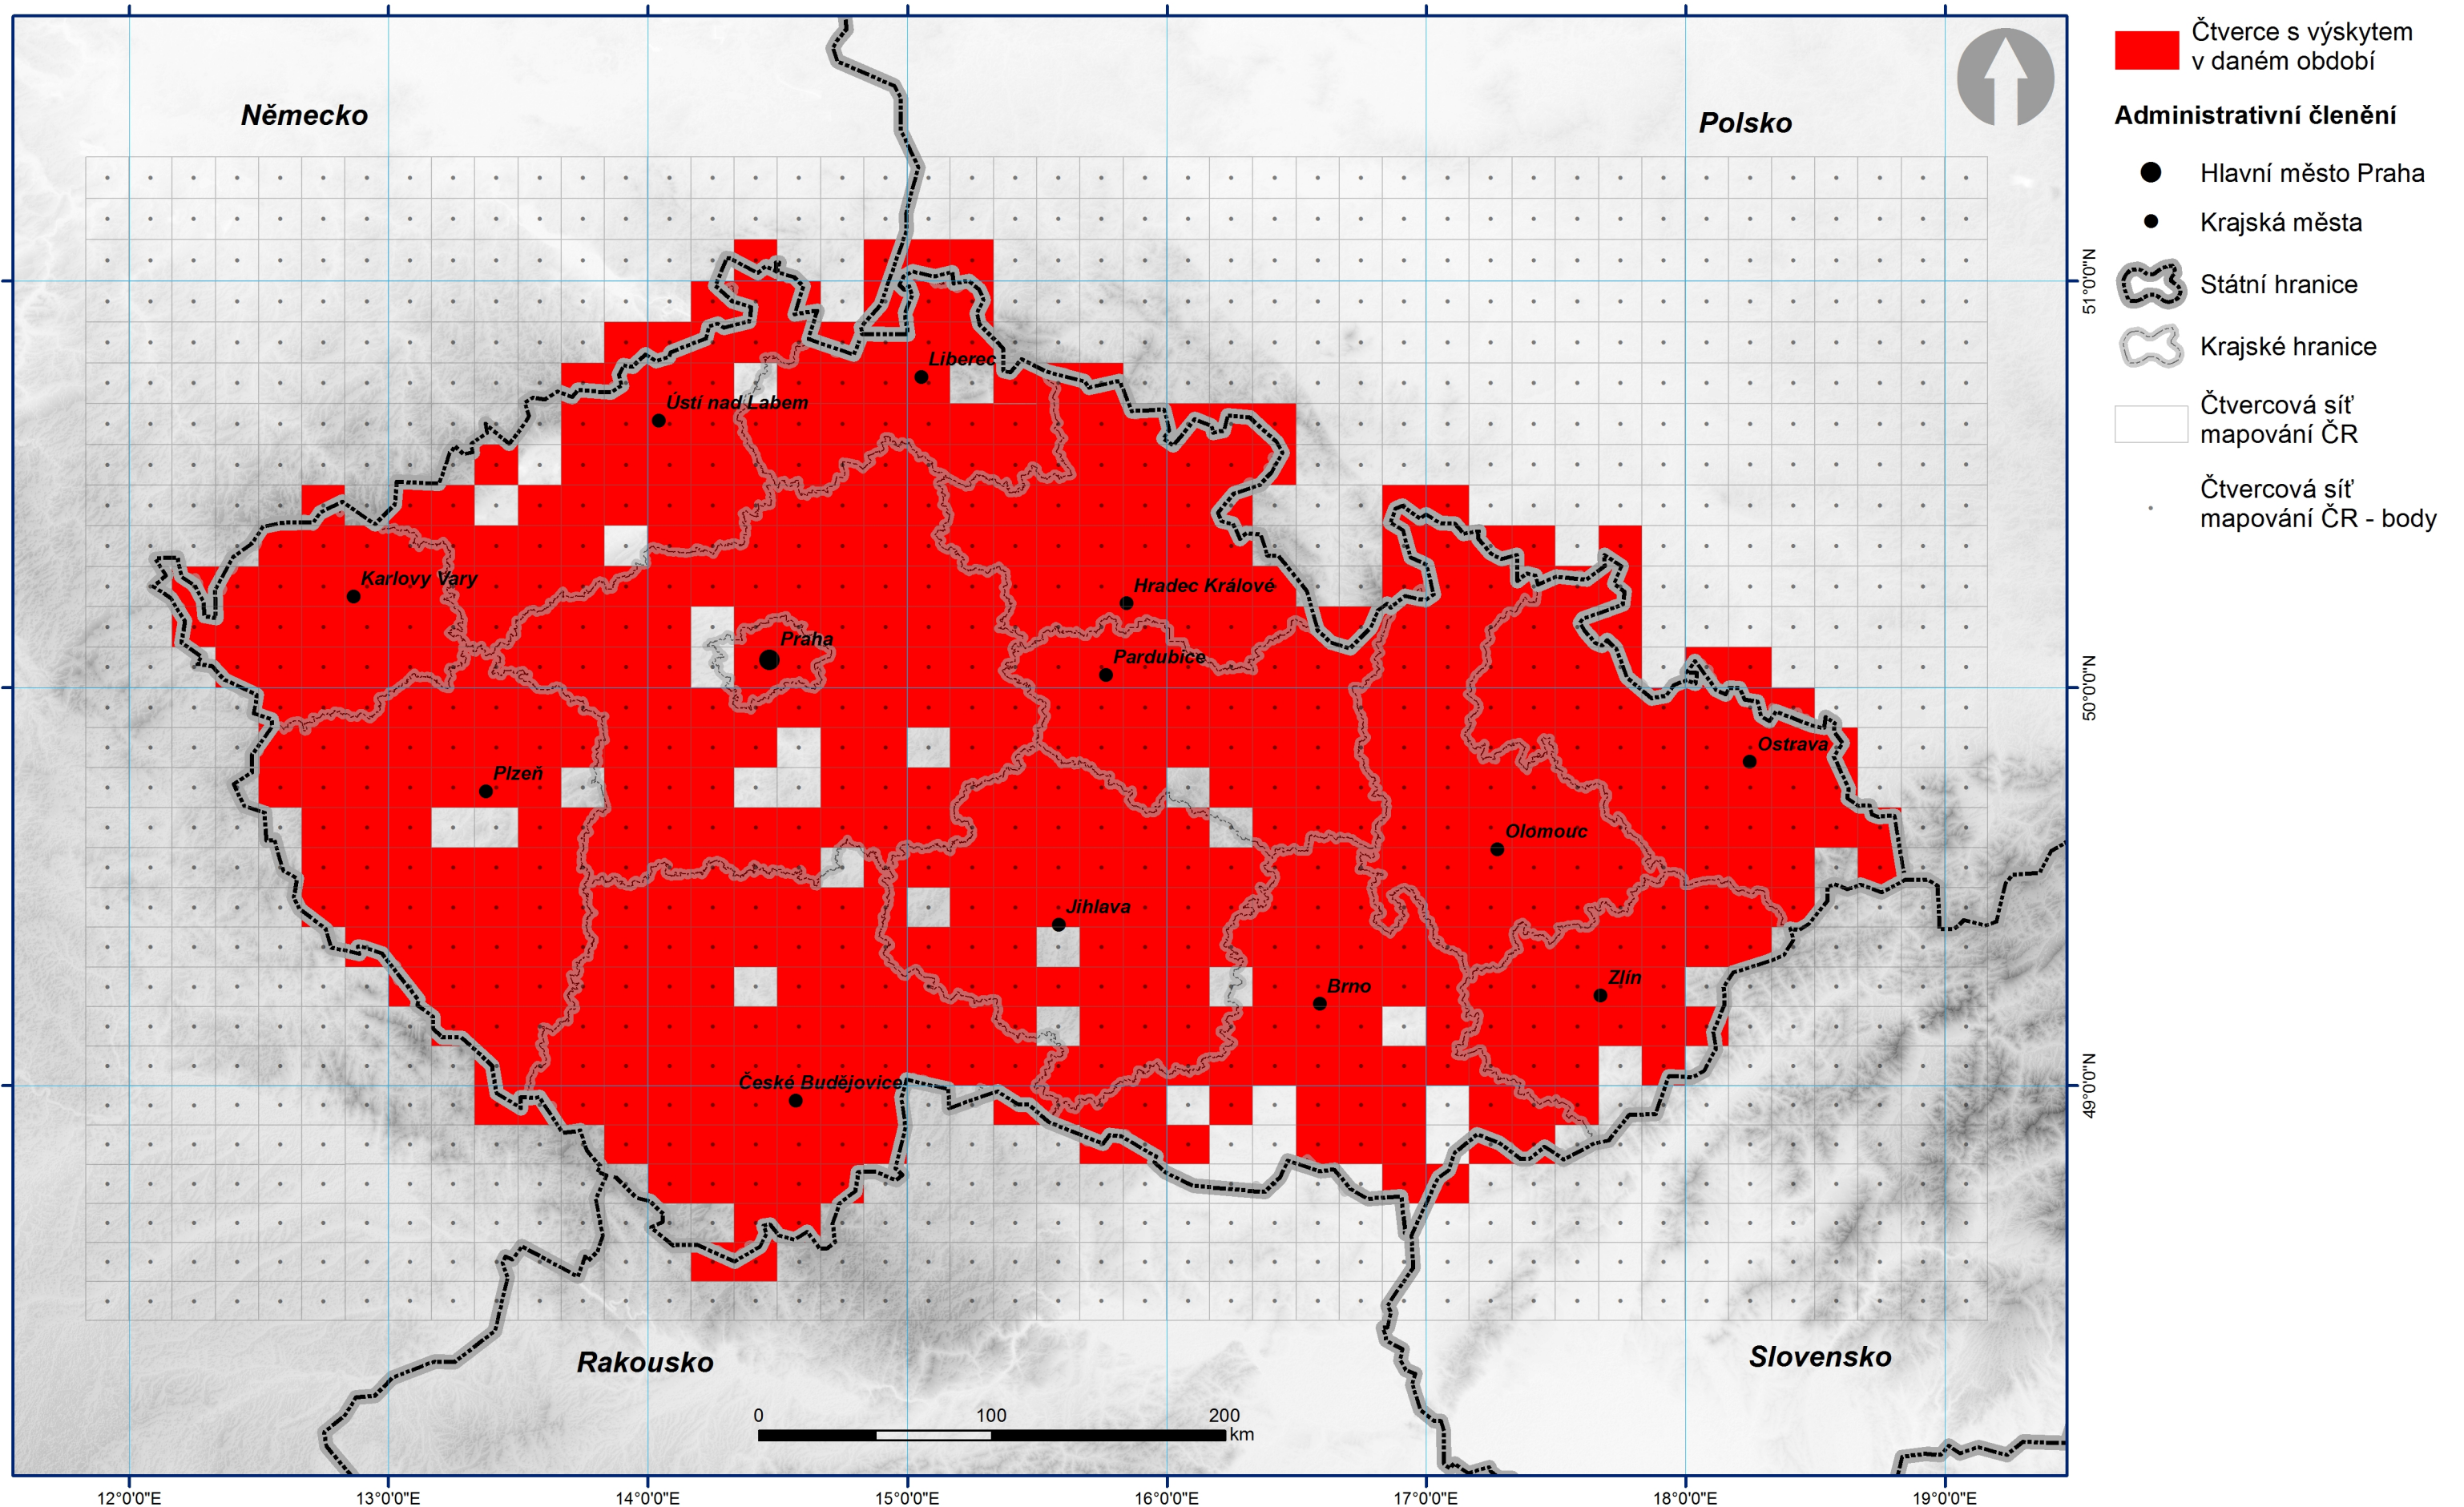 Německo
Polsko
Liberec
Ústí nad Labem
Karlovy Vary
Hradec Králové
Praha
Pardubice
Ostrava
Plzeň
Olomouc
Jihlava
Zlín
Brno
České Budějovice
Rakousko
Slovensko
0 100 200
km
12°0'0"E 13°0'0"E 14°0'0"E 15°0'0"E 16°0'0"E 17°0'0"E 18°0'0"E 19°0'0"E
51°0'0"N
50°0'0"N
49°0'0"N
Čtverce s výskytem
v daném období
Administrativní členění
Hlavní město Praha
Krajská města
Státní hranice
Krajské hranice
Čtvercová síť
mapování ČR
Čtvercová síť
mapování ČR - body